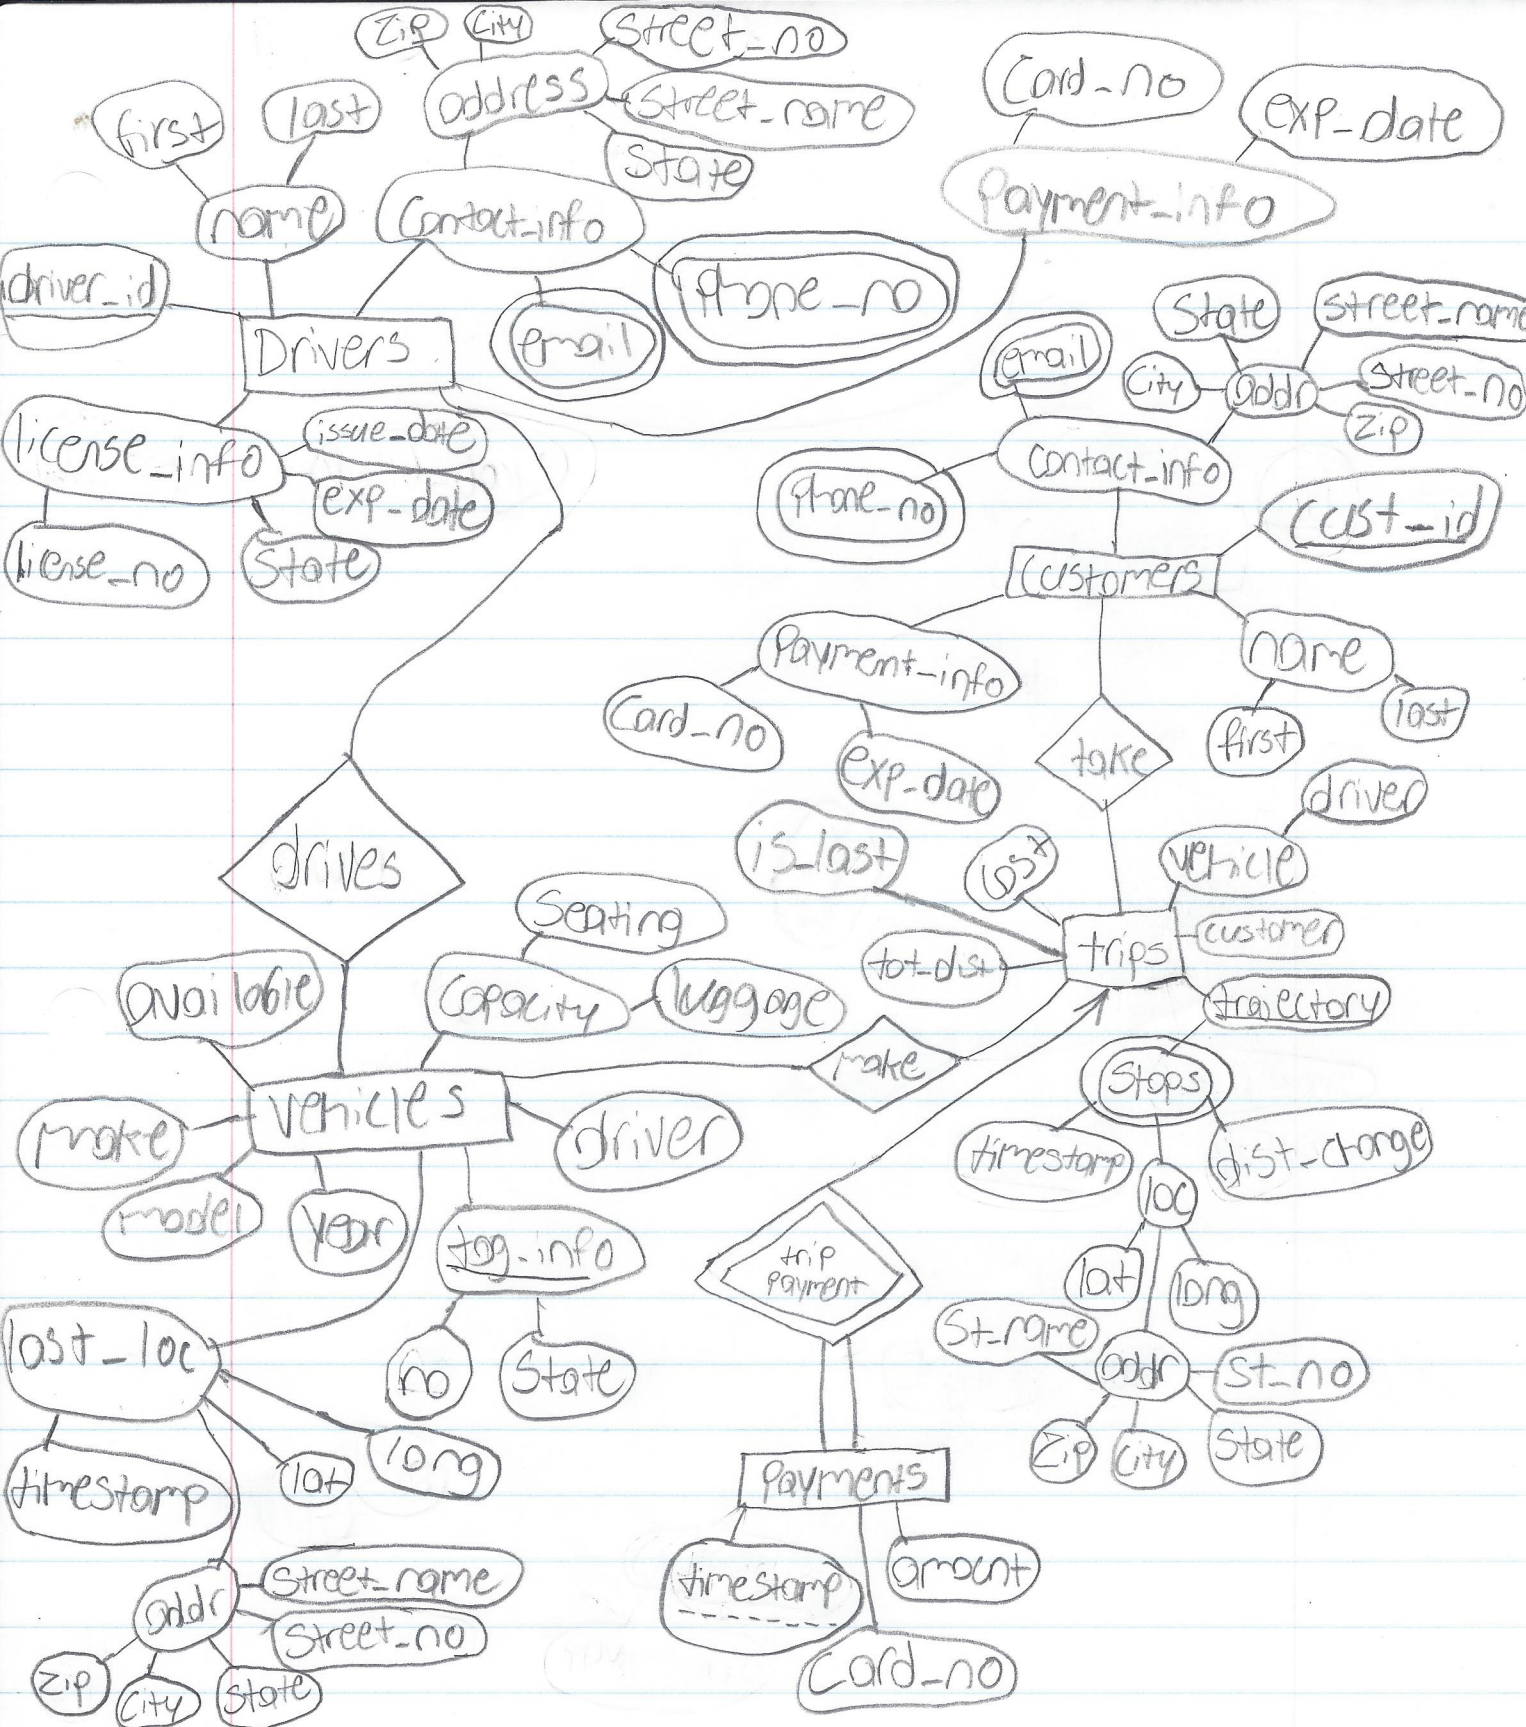 zip
city
street_no
address
street_name
state
first
last
name
contact_info
card_no
exp_date
payment_info
driver_id
Drivers
email
phone_no
license_info
issue_date
exp_date
license_no
state
email
state
street_name
city
addr
street_no
zip
contact_info
phone_no
cust_id
customers
payment_info
card_no
exp_date
name
first
last
take
driver
is_last
cost
vehicle
tot_dist
trips
customer
trajectory
drives
seating
available
capacity
luggage
make
vehicles
make
driver
model
year
tag_info
no
state
stops
timestamp
dist_change
loc
lat
long
st_name
addr
st_no
zip
city
state
trip
payment
last_loc
timestamp
lat
long
payments
timestamp
amount
card_no
addr
street_name
street_no
zip
city
state